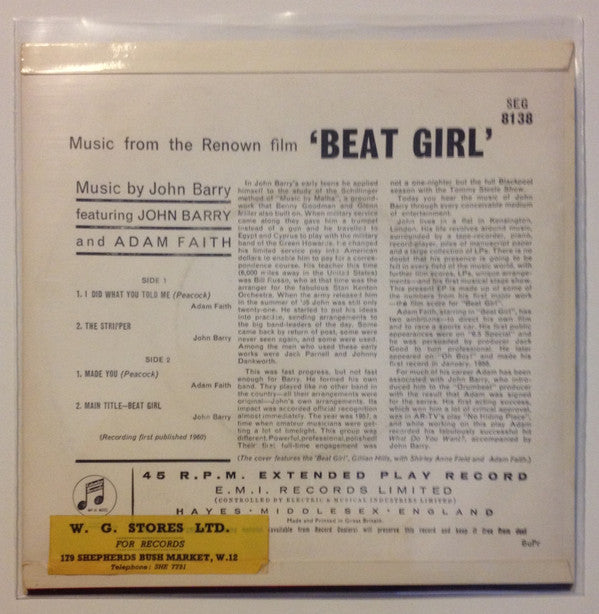 SEG
8138
Music from the Renown film 'BEAT GIRL'
Music by John Barry
featuring JOHN BARRY
and ADAM FAITH
SIDE 1
1. I DID WHAT YOU TOLD ME (Peacock)
Adam Faith
2. THE STRIPPER
John Barry
SIDE 2
1. MADE YOU (Peacock)
Adam Faith
2. MAIN TITLE—BEAT GIRL
John Barry
(Recording first published 1960)
In John Barry's early teens he applied
himself to the study of the Schillinger
method of "Music by Maths", a ground-
work that Benny Goodman and Glenn
Miller also built on. When military service
came along they gave him a trumpet
instead of a gun and he travelled to
Egypt and Cyprus to play with the military
band of the Green Howards. He changed
his limited service pay into American
dollars to enable him to pay for a corre-
spondence course. His teacher this time
(6,000 miles away in the United States)
was Bill Russo, who at that time was the
arranger for the fabulous Stan Kenton
Orchestra. When the army released him
in the summer of '55 John was still only
twenty-one. He started to put his ideas
into practice, sending arrangements to
the big band-leaders of the day. Some
came back by return of post, some were
never seen again, and some were used.
Among the men who used these early
works were Jack Parnell and Johnny
Dankworth.
This was fast progress, but not fast
enough for Barry. He formed his own
band. They played like no other band in
the country—all their arrangements were
original—John's own arrangements. Its
impact was accorded official recognition
almost immediately. The year was 1957, a
time when amateur musicians were get-
ting a lot of limelight. This group was
different. Powerful, professional, polished!
Their first full-time engagement was
not a one-nighter but the full Blackpool
season with the Tommy Steele Show.
Today you hear the music of John
Barry through every conceivable medium
of entertainment.
John lives in a flat in Kensington,
London. His life revolves around music,
surrounded by a tape-recorder, piano,
record-player, piles of manuscript paper
and a large collection of LPs. There is no
doubt that his presence is going to be
felt in every field of the music world, with
further film scores, LPs, unique arrange-
ments—and his first musical stage show.
This present EP is made up of some of
the numbers from his first major work
—the film score for "Beat Girl".
Adam Faith, starring in "Beat Girl", has
two ambitions—to direct his own film
and to race a sports car. His first public
appearances were on "6.5 Special" and
he was persuaded by producer Jack
Good to turn professional. He later
appeared on "Oh Boy!" and made his
first record in January, 1958.
For much of his career Adam has been
associated with John Barry, who intro-
duced him to the "Drumbeat" producer
with the result that Adam was signed
for the series. His first acting success,
which won him a lot of critical approval,
was in AR-TV's play "No Hiding Place",
and while working on this play Adam
recorded his fabulously successful hit
What Do You Want?, accompanied by
John Barry.
(The cover features the 'Beat Girl', Gillian Hills, with Shirley Anne Field and Adam Faith.)
45 R.P.M. EXTENDED PLAY RECORD
E.M.I. RECORDS LIMITED
(CONTROLLED BY ELECTRIC & MUSICAL INDUSTRIES LIMITED)
HAYES · MIDDLESEX · ENGLAND
Made and Printed in Great Britain
(available from Record Dealers) will preserve this record and keep it free from dust
W. G. STORES LTD.
FOR RECORDS
179 SHEPHERDS BUSH MARKET, W.12
Telephone: SHE 7751